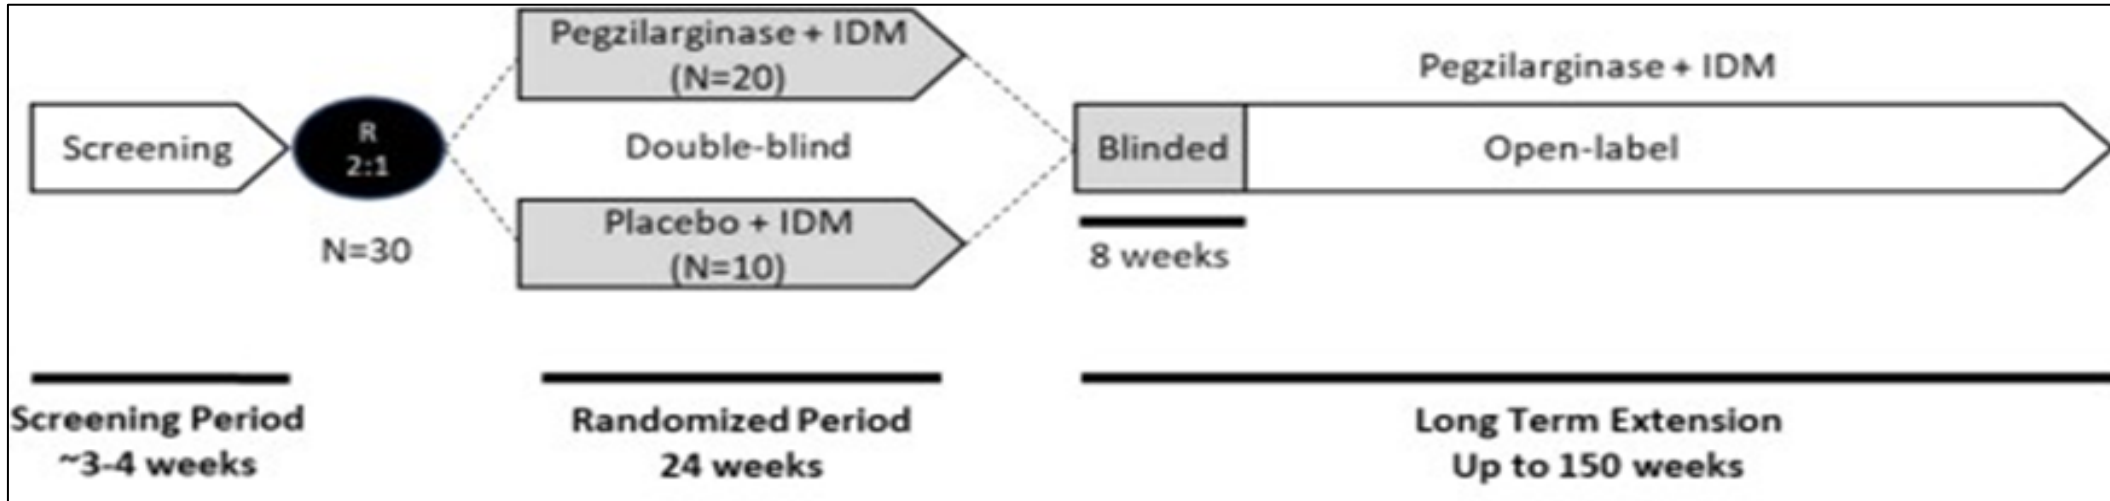 Screening
R
2:1
N=30
Pegzilarginase + IDM
(N=20)
Double-blind
Placebo + IDM
(N=10)
Pegzilarginase + IDM
Blinded
Open-label
8 weeks
Screening Period
~3-4 weeks
Randomized Period
24 weeks
Long Term Extension
Up to 150 weeks